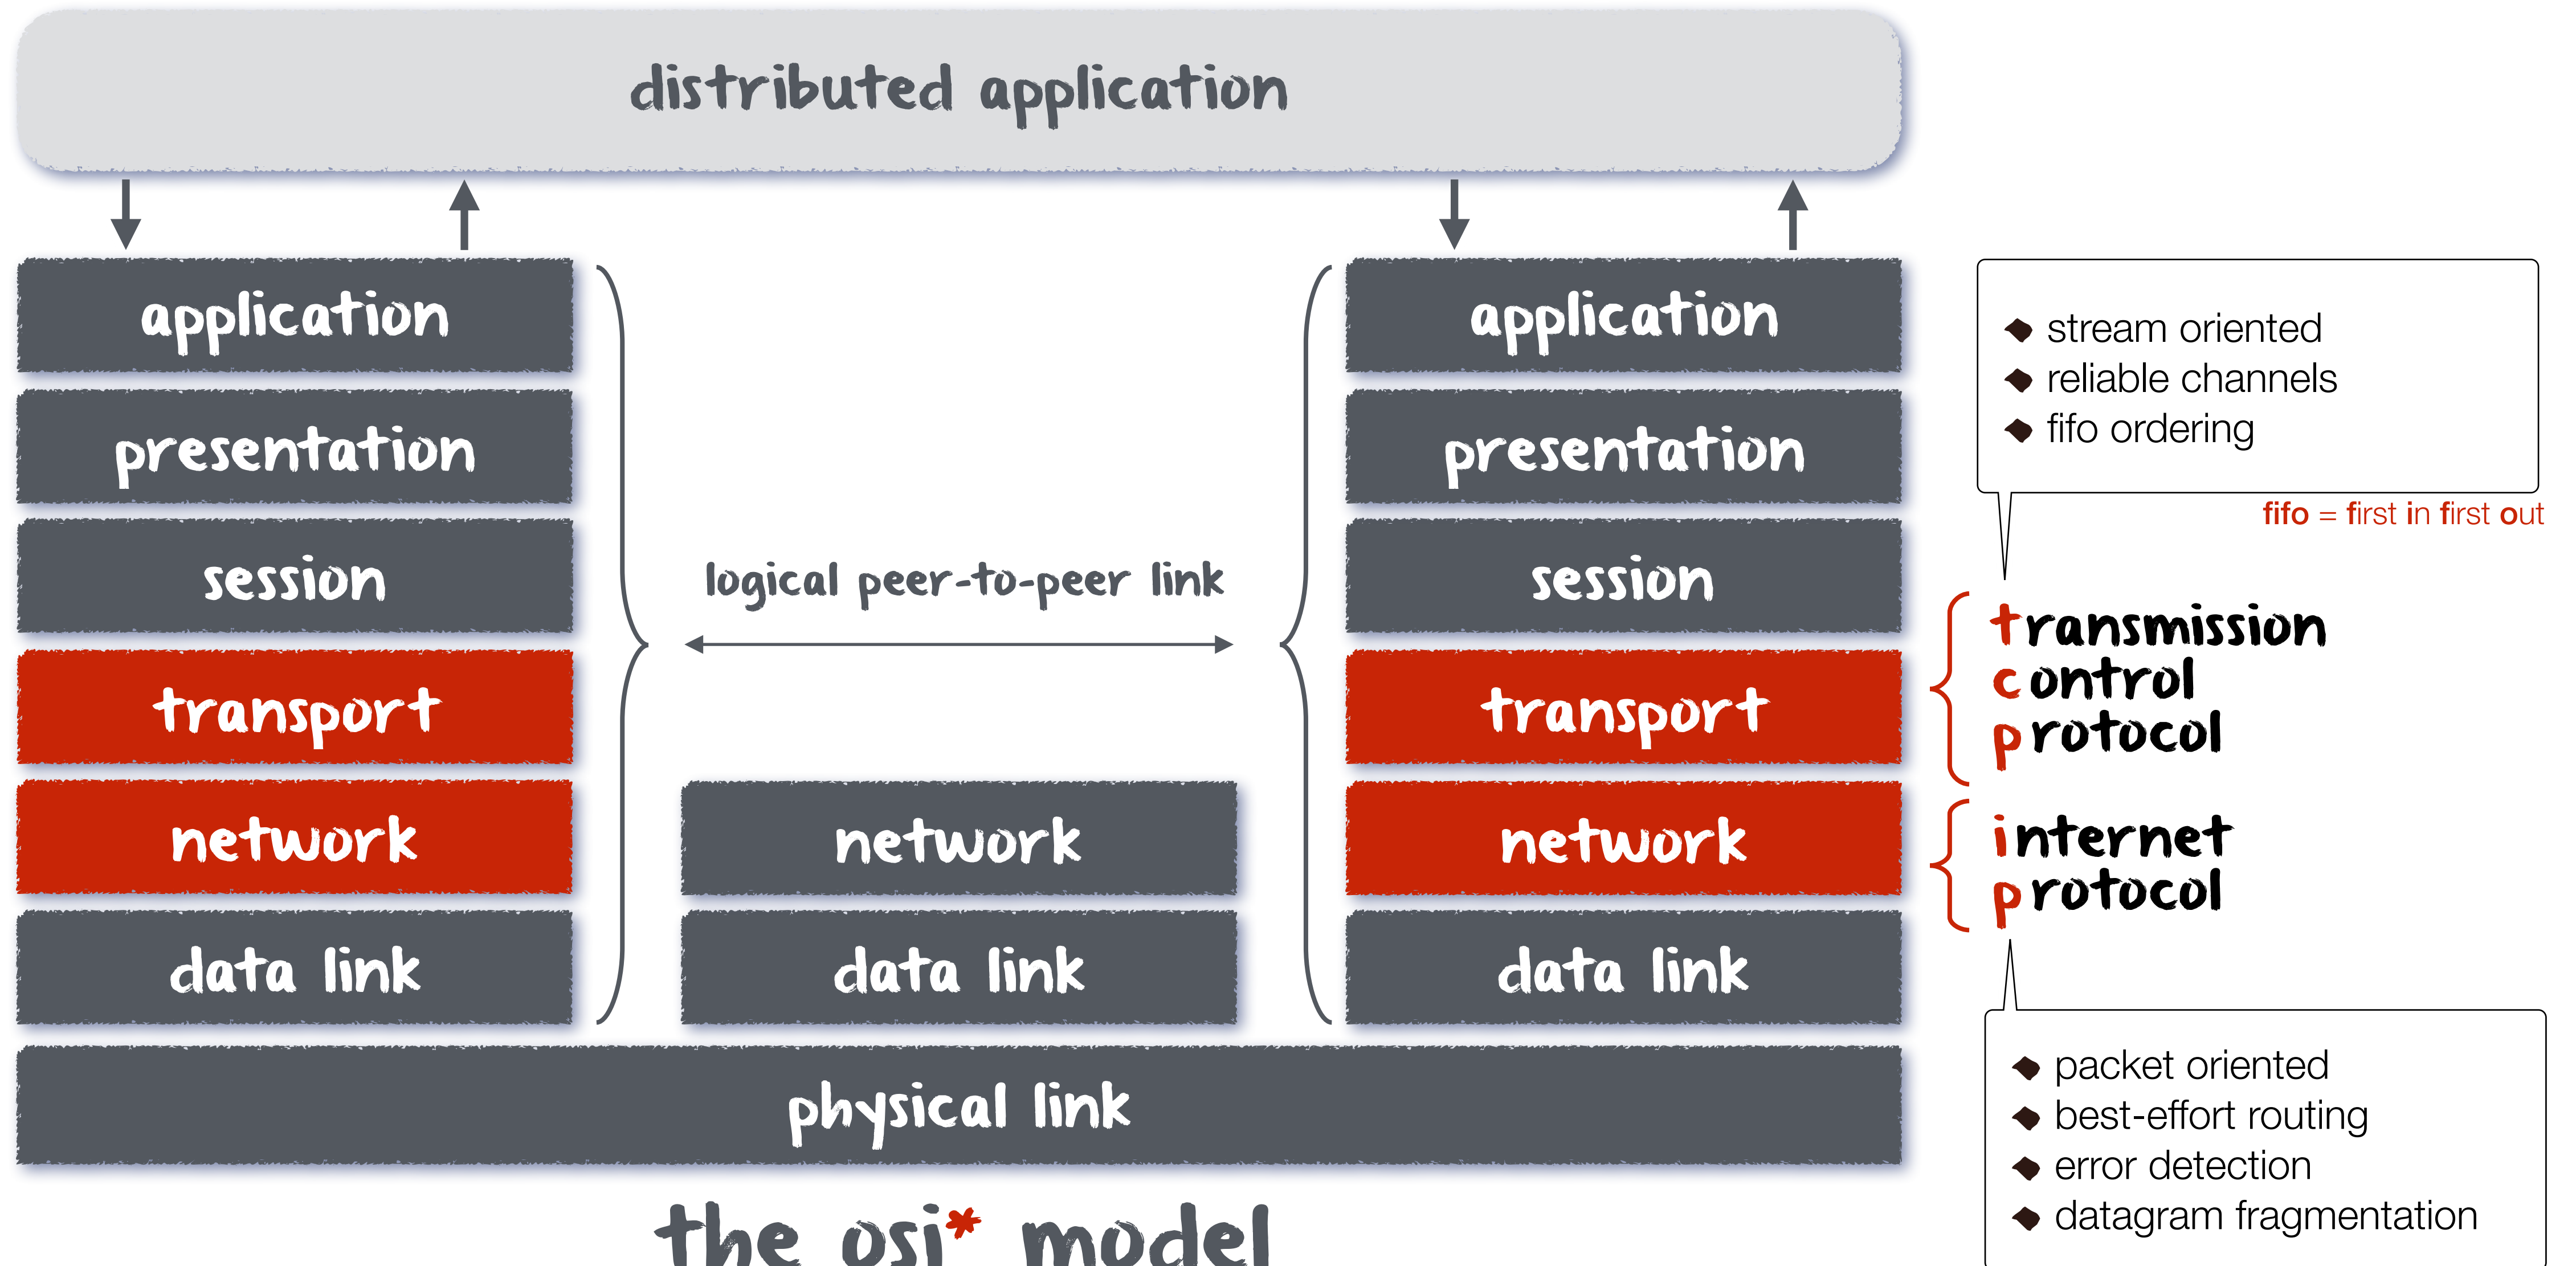 distributed application
application
presentation
session
transport
network
data link
logical peer-to-peer link
network
data link
application
presentation
session
transport
network
data link
physical link
the osi* model
◆ stream oriented
◆ reliable channels
◆ fifo ordering
fifo = first in first out
transmission
control
protocol
internet
protocol
◆ packet oriented
◆ best-effort routing
◆ error detection
◆ datagram fragmentation